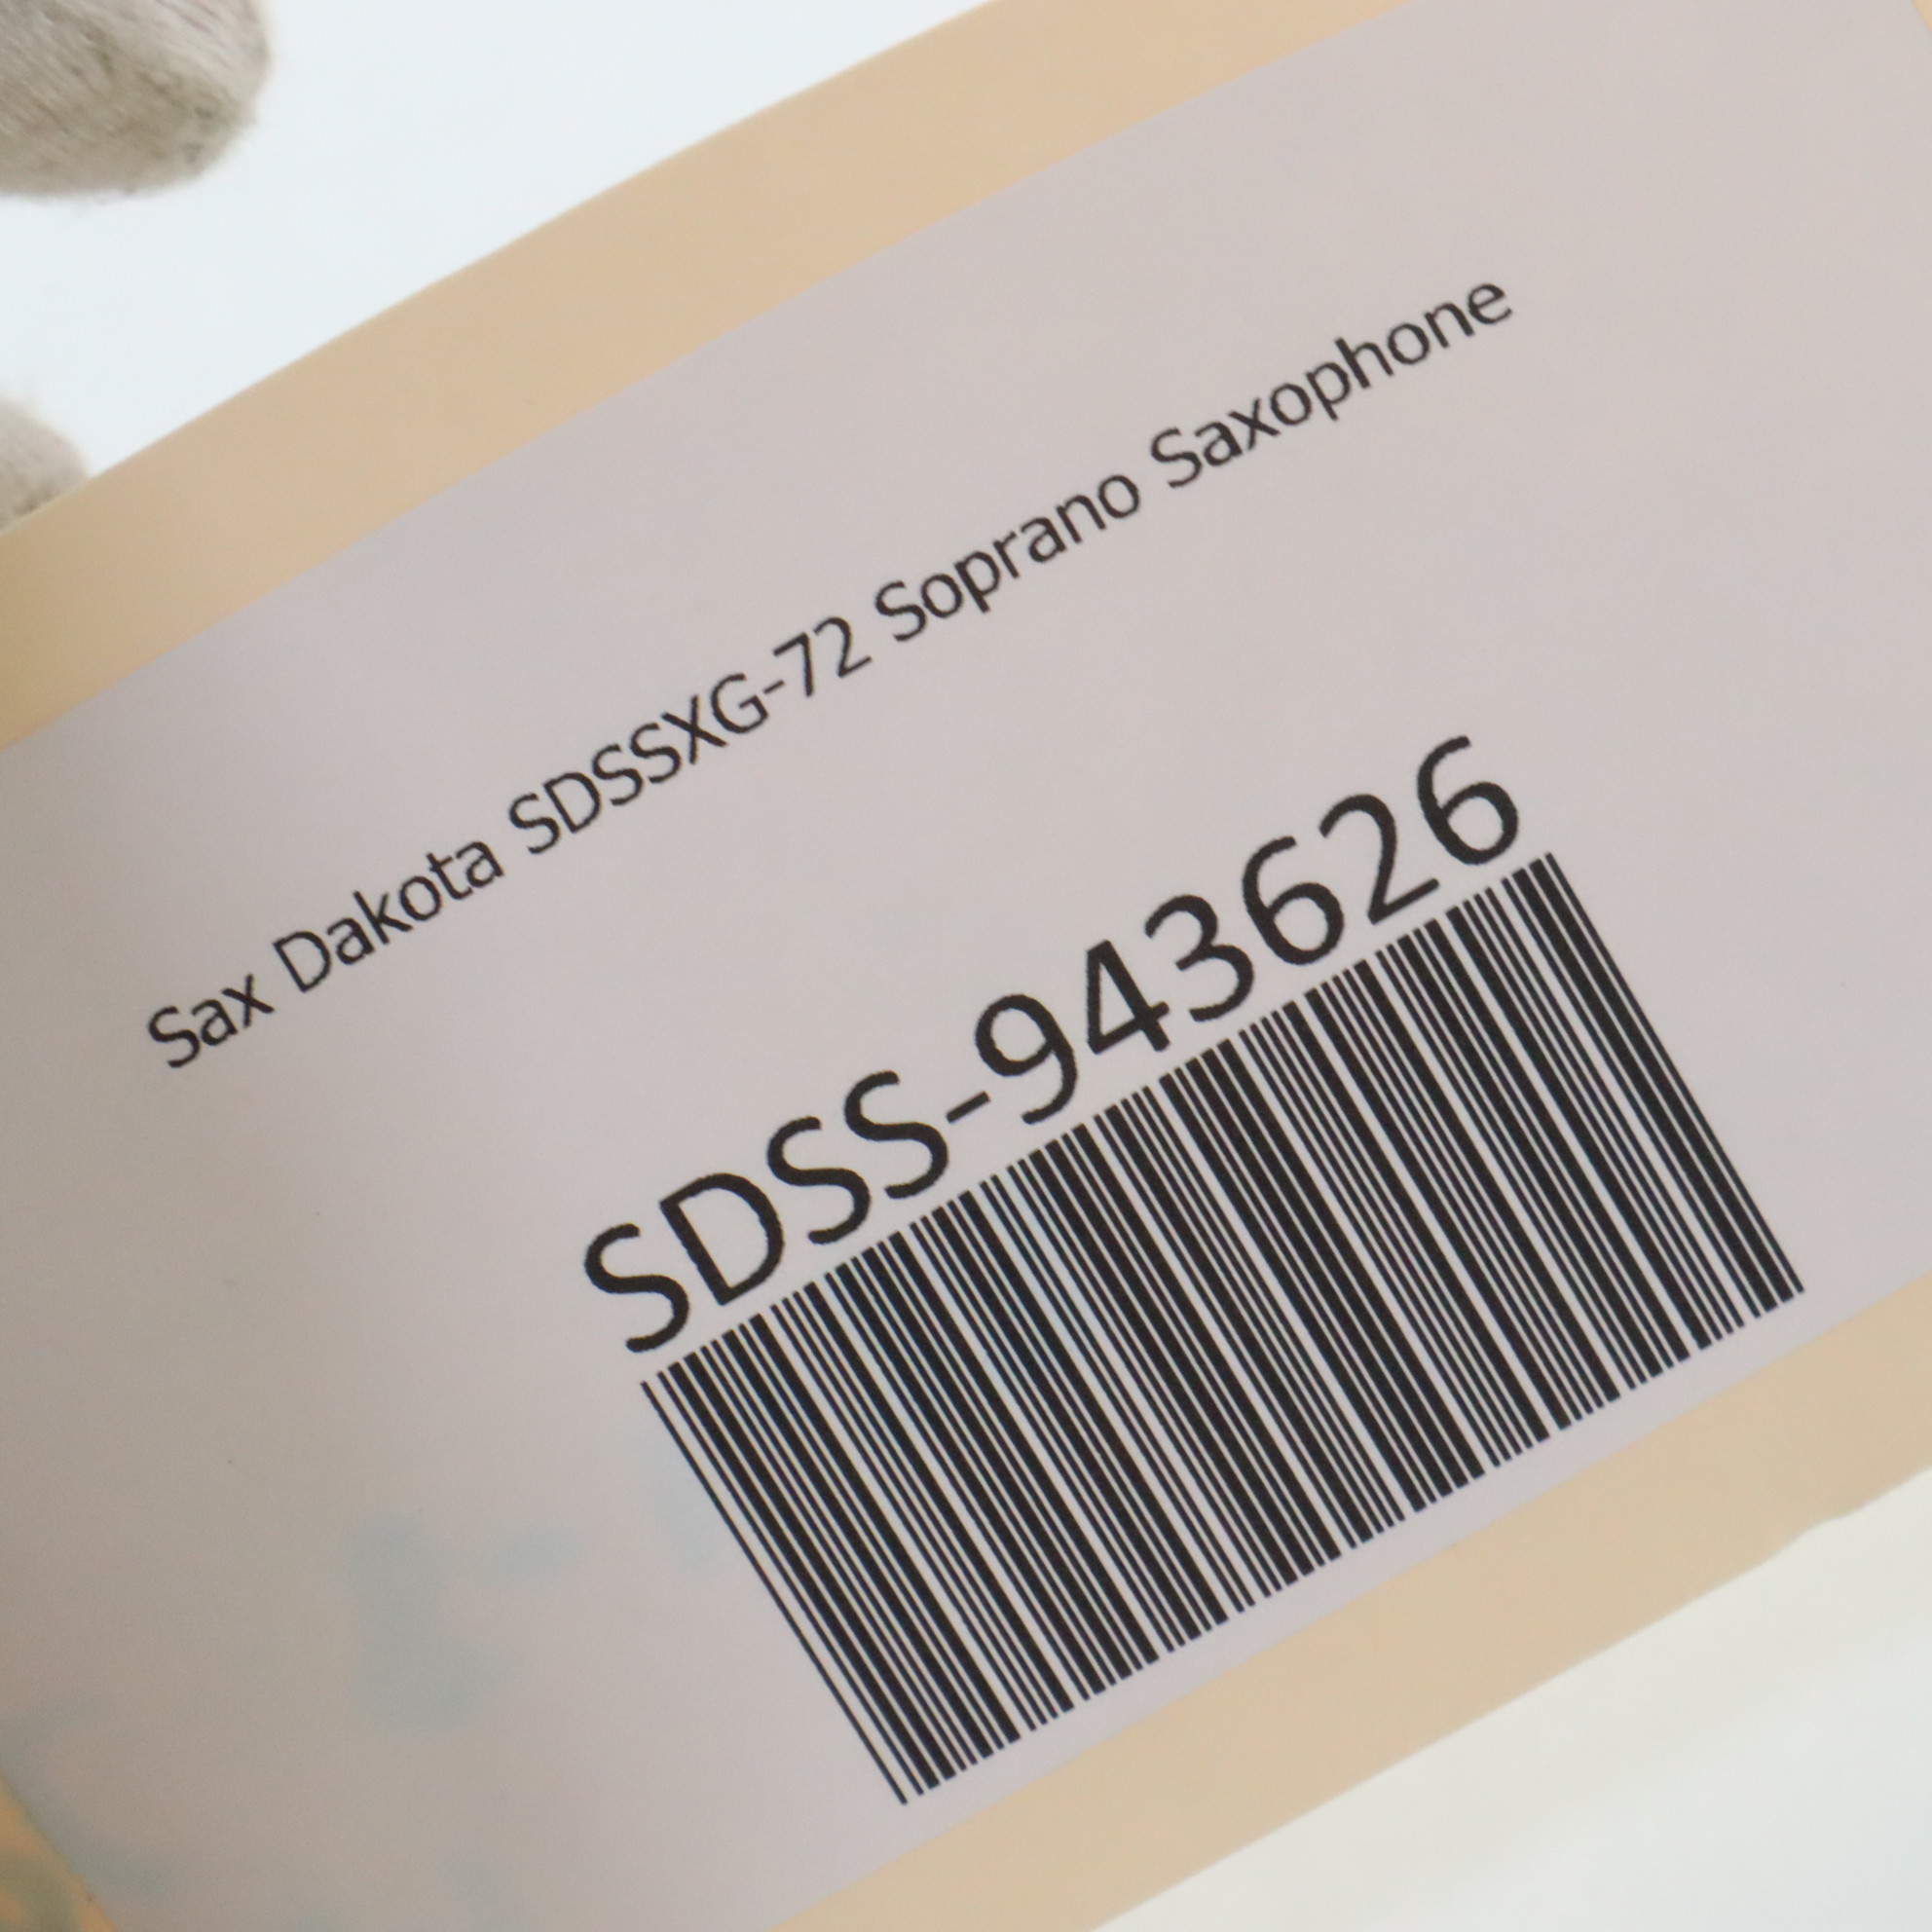 Sax Dakota SDSSXG-72 Soprano Saxophone
SDSS-943626